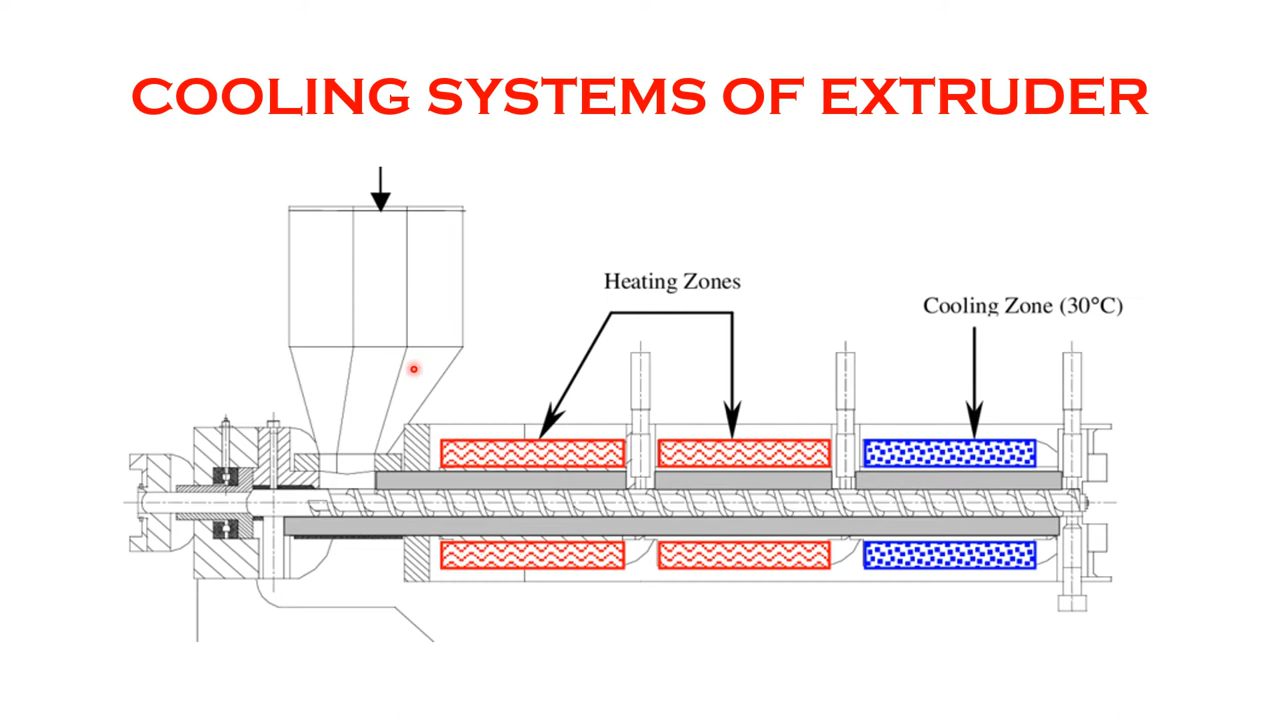 COOLING SYSTEMS OF EXTRUDER
Heating Zones
Cooling Zone (30°C)